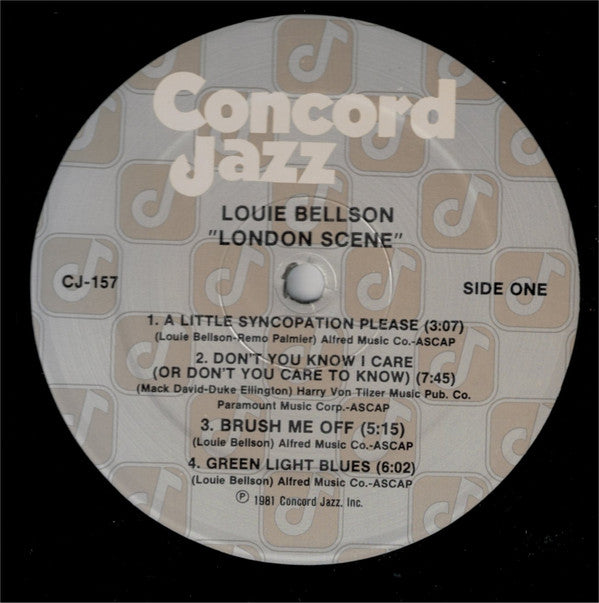 Concord
Jazz
LOUIE BELLSON
"LONDON SCENE"
CJ-157
SIDE ONE
1. A LITTLE SYNCOPATION PLEASE (3:07)
(Louie Bellson-Remo Palmier) Alfred Music Co.-ASCAP
2. DON'T YOU KNOW I CARE
(OR DON'T YOU CARE TO KNOW) (7:45)
(Mack David-Duke Ellington) Harry Von Tilzer Music Pub. Co.
Paramount Music Corp.-ASCAP
3. BRUSH ME OFF (5:15)
(Louie Bellson) Alfred Music Co.-ASCAP
4. GREEN LIGHT BLUES (6:02)
(Louie Bellson) Alfred Music Co.-ASCAP
℗ 1981 Concord Jazz, Inc.